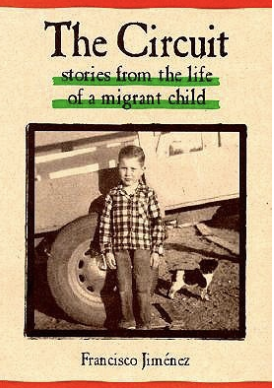 The Circuit
stories from the life
of a migrant child
Francisco Jiménez